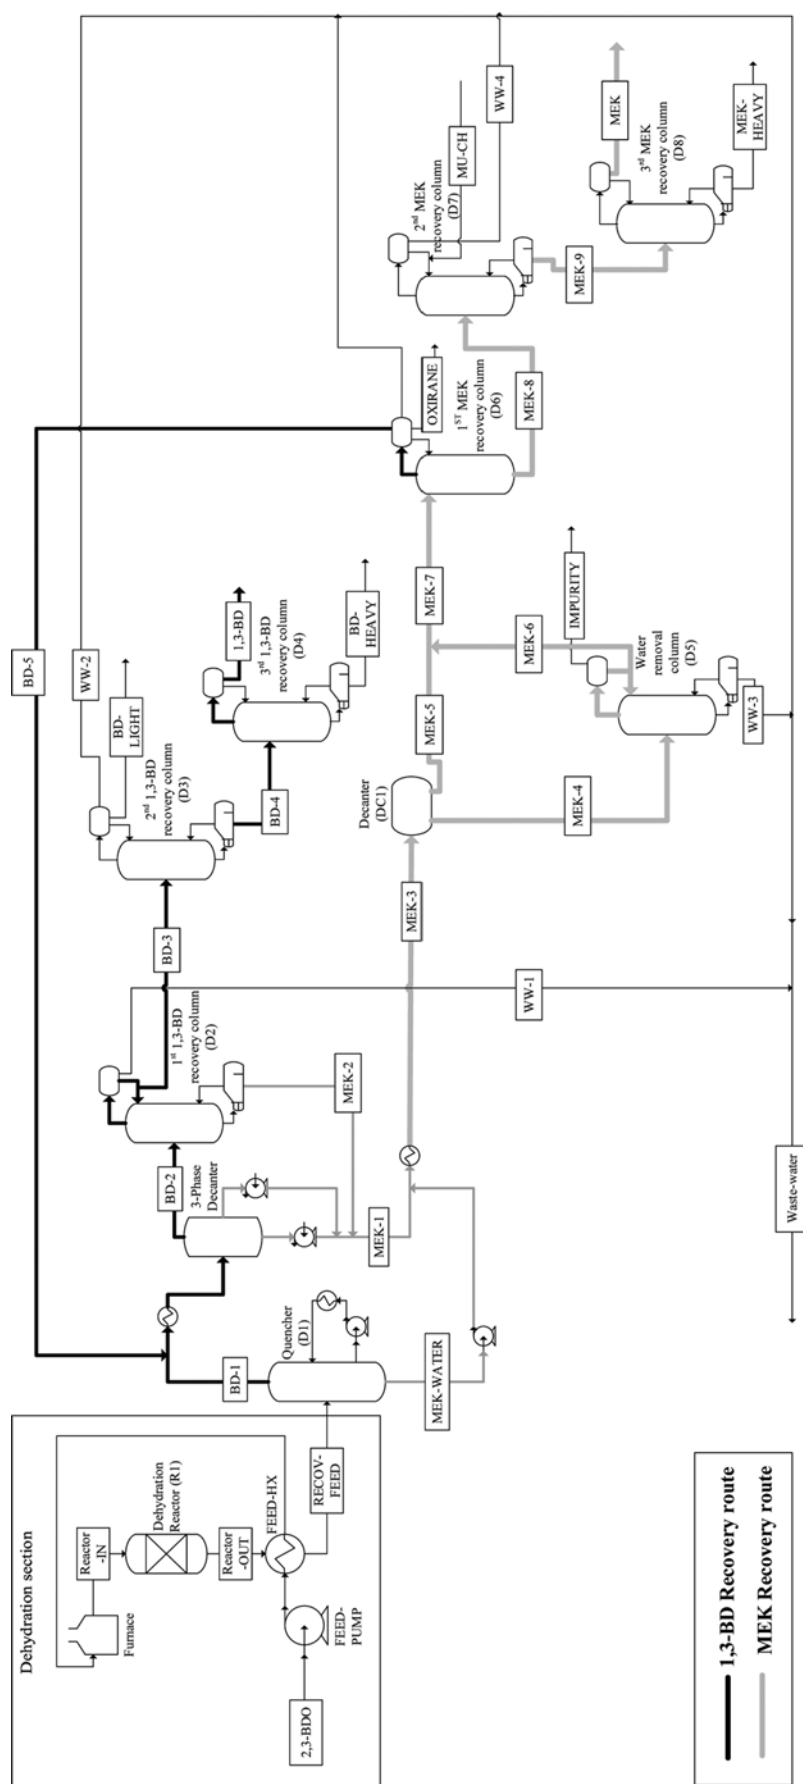 Dehydration section
Furnace
Reactor
-IN
Dehydration
Reactor (R1)
Reactor
-OUT
FEED-HX
RECOV-
FEED
2,3-BDO
FEED-
PUMP
Quencher
(D1)
BD-1
MEK-WATER
BD-2
3-Phase
Decanter
MEK-1
MEK-2
1st 1,3-BD
recovery column
(D2)
BD-3
WW-1
BD-5
WW-2
BD-
LIGHT
2nd 1,3-BD
recovery column
(D3)
BD-4
1,3-BD
3rd 1,3-BD
recovery column
(D4)
BD-
HEAVY
MEK-3
Decanter
(DC1)
MEK-4
MEK-5
MEK-6
MEK-7
IMPURITY
Water
removal
column
(D5)
WW-3
OXIRANE
1ST MEK
recovery column
(D6)
MEK-8
2nd MEK
recovery column
(D7)
MU-CH
WW-4
MEK-9
MEK
3rd MEK
recovery column
(D8)
MEK-
HEAVY
Waste-water
1,3-BD Recovery route
MEK Recovery route